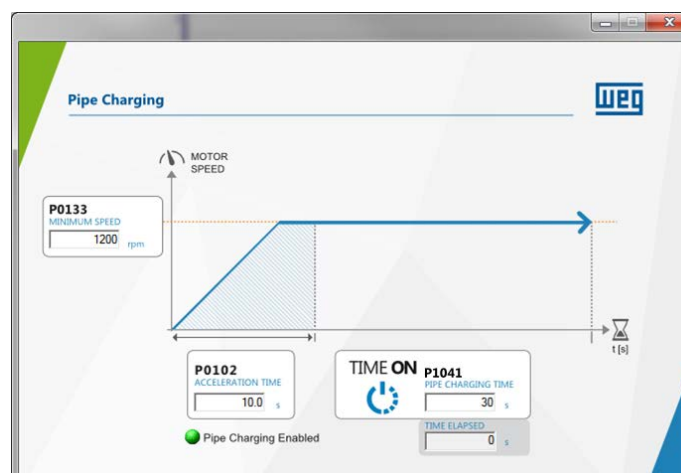 Pipe Charging
WEG
MOTOR
SPEED
P0133
MINIMUM SPEED
1200 rpm
t [s]
P0102
ACCELERATION TIME
10.0 s
TIME ON
P1041
PIPE CHARGING TIME
30 s
Pipe Charging Enabled
TIME ELAPSED
0 s